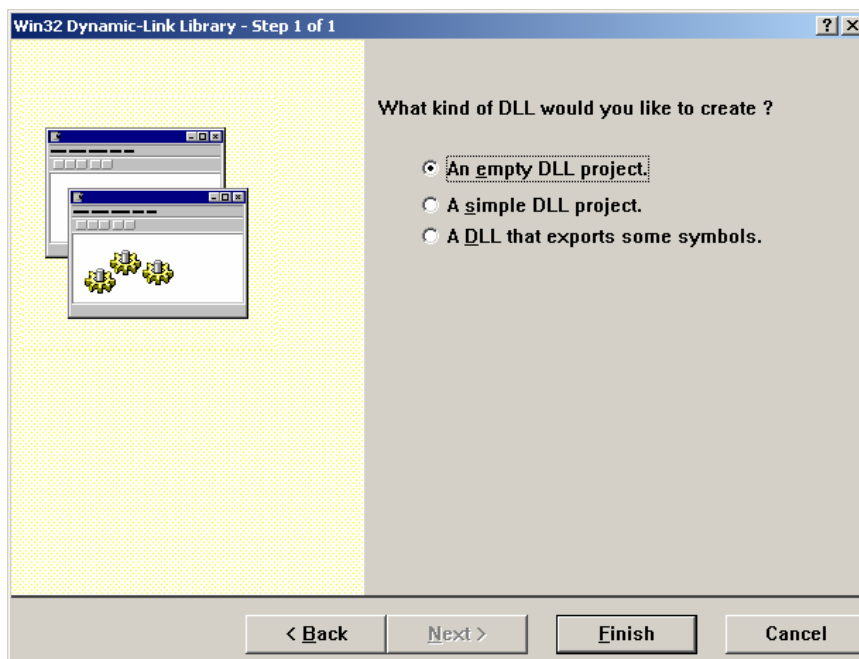 Win32 Dynamic-Link Library - Step 1 of 1
What kind of DLL would you like to create ?
An empty DLL project.
A simple DLL project.
A DLL that exports some symbols.
< Back Next > Finish Cancel